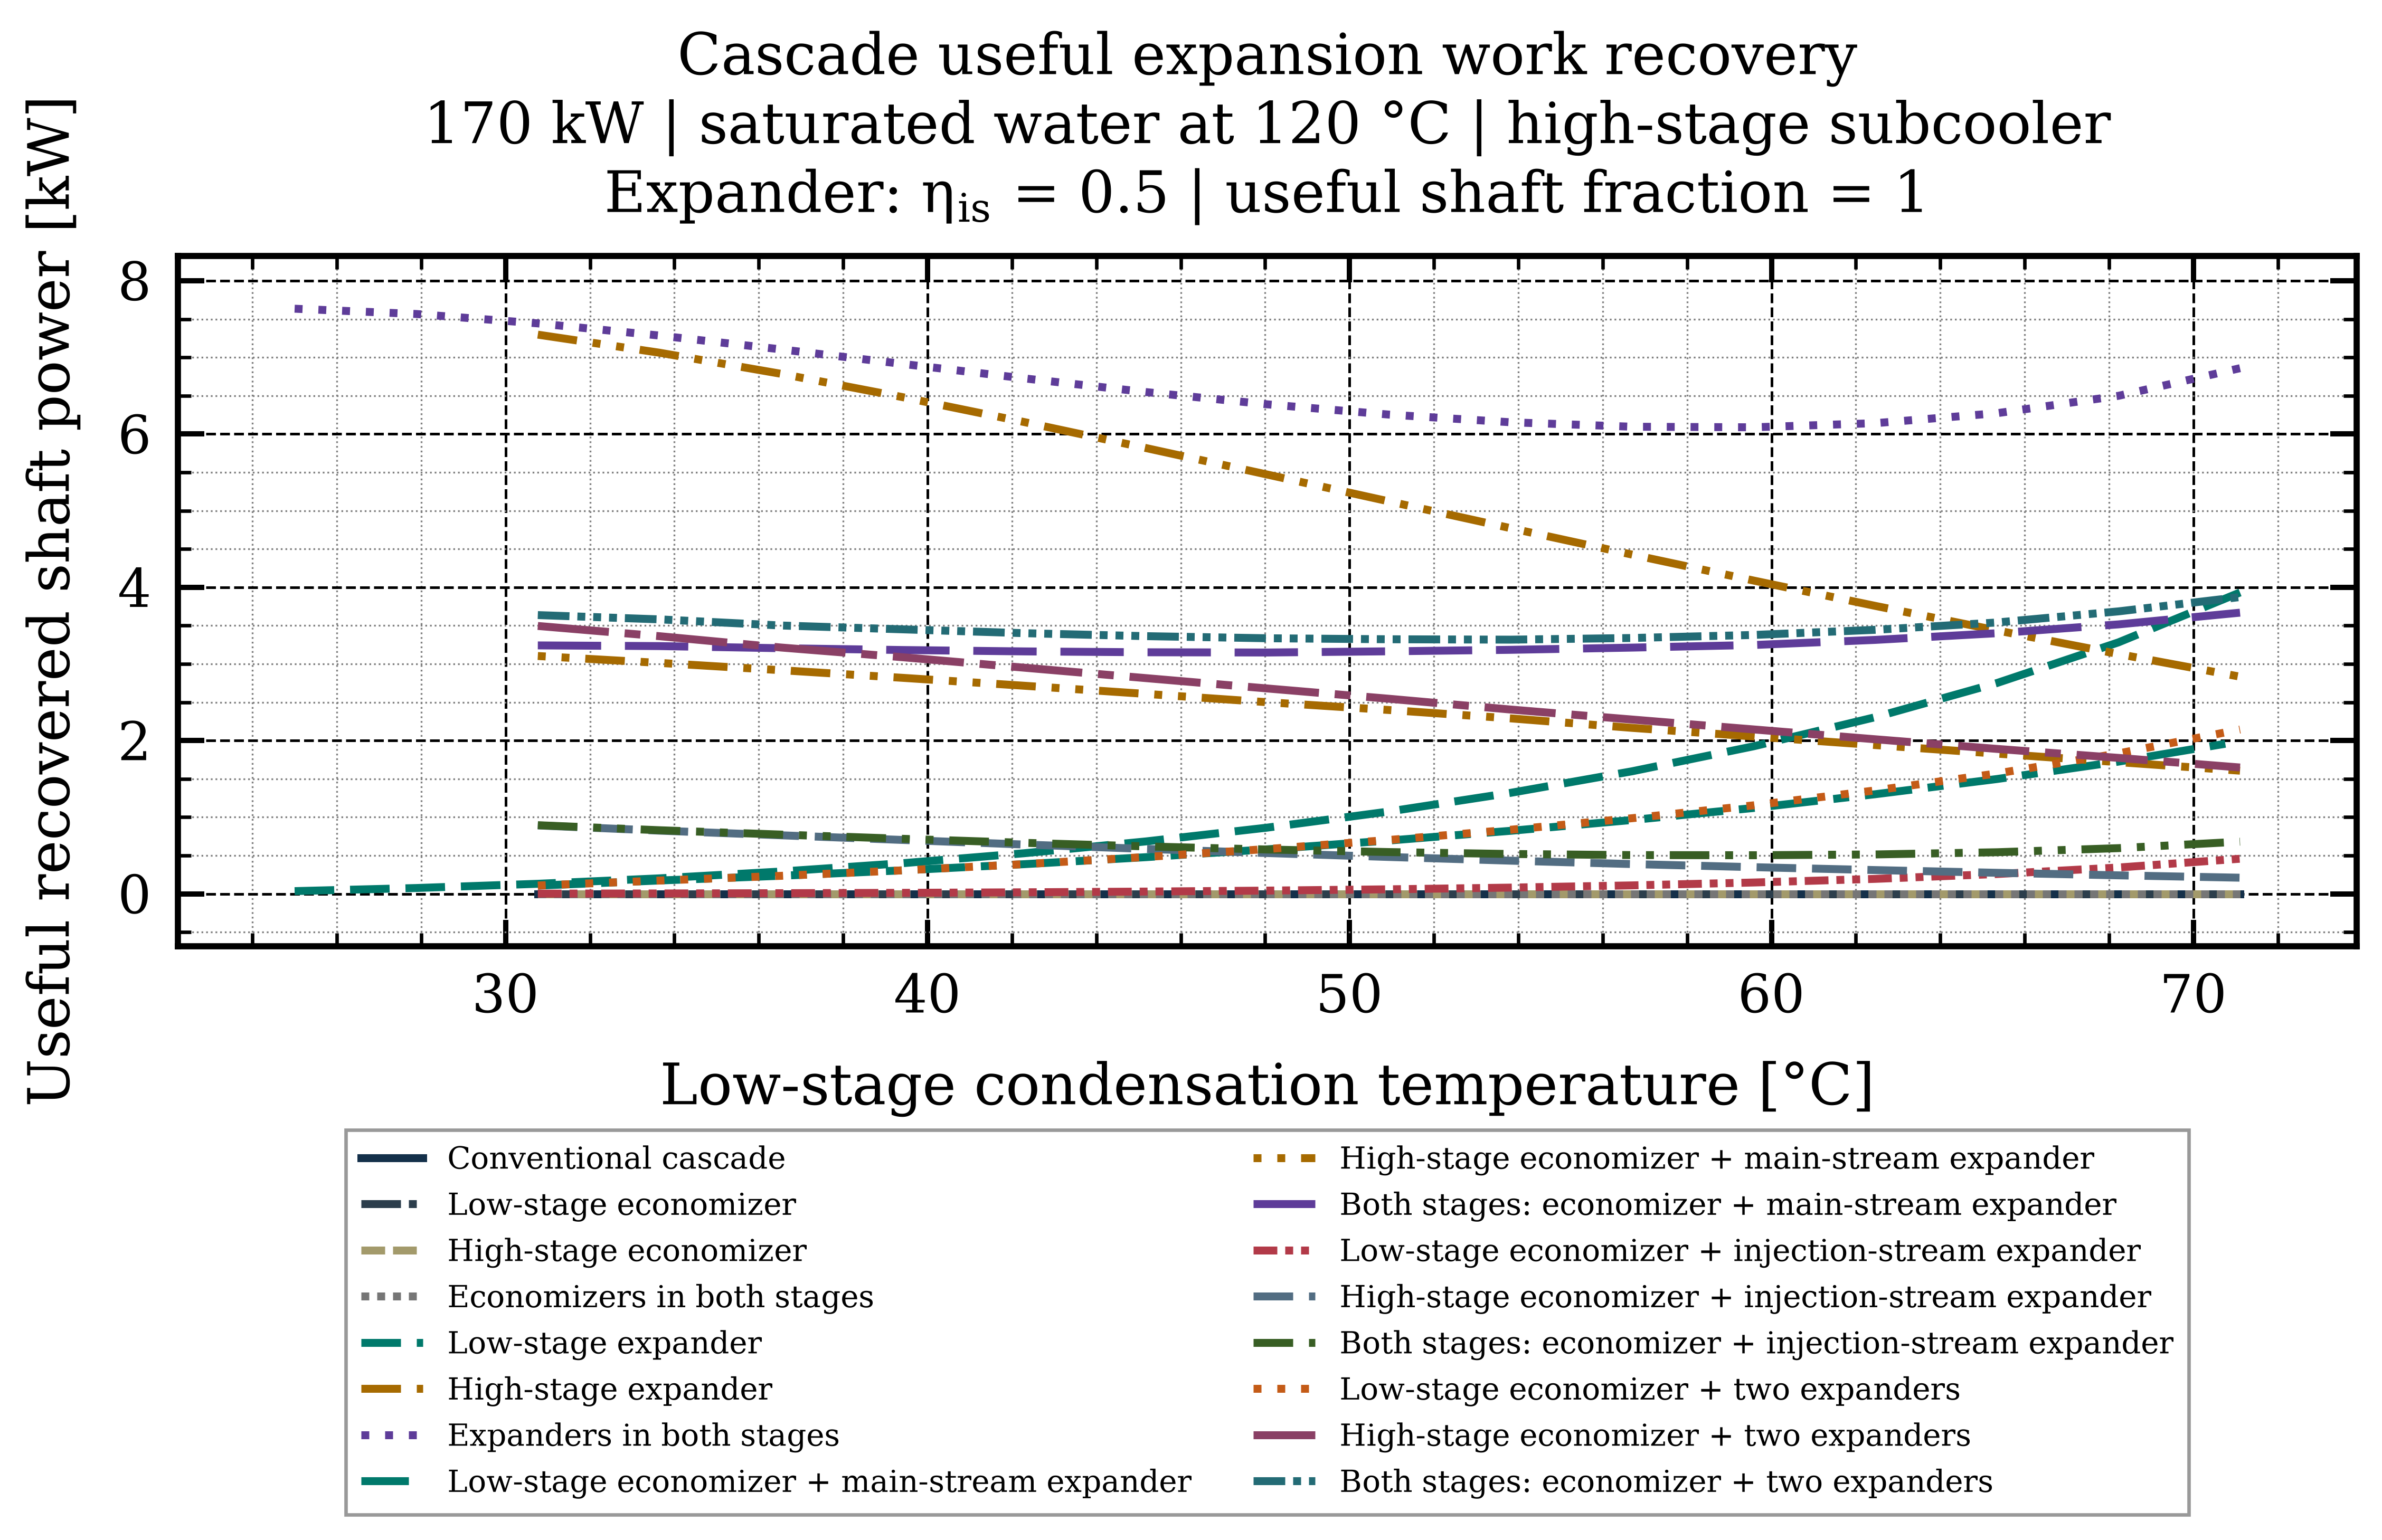 Cascade useful expansion work recovery
170 kW | saturated water at 120 °C | high-stage subcooler
Expander: ηis = 0.5 | useful shaft fraction = 1
Useful recovered shaft power [kW]
8
6
4
2
0
30 40 50 60 70
Low-stage condensation temperature [°C]
Conventional cascade
Low-stage economizer
High-stage economizer
Economizers in both stages
Low-stage expander
High-stage expander
Expanders in both stages
Low-stage economizer + main-stream expander
High-stage economizer + main-stream expander
Both stages: economizer + main-stream expander
Low-stage economizer + injection-stream expander
High-stage economizer + injection-stream expander
Both stages: economizer + injection-stream expander
Low-stage economizer + two expanders
High-stage economizer + two expanders
Both stages: economizer + two expanders